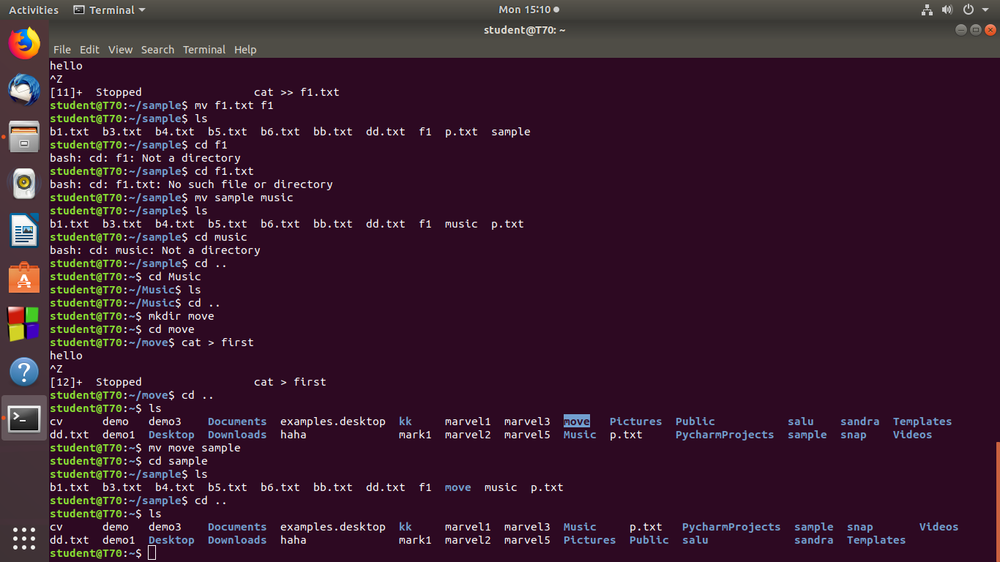 Activities Terminal Mon 15:10
student@T70: ~
File Edit View Search Terminal Help
hello
^Z
[11]+  Stopped                 cat >> f1.txt
student@T70:~/sample$ mv f1.txt f1
student@T70:~/sample$ ls
b1.txt  b3.txt  b4.txt  b5.txt  b6.txt  bb.txt  dd.txt  f1  p.txt  sample
student@T70:~/sample$ cd f1
bash: cd: f1: Not a directory
student@T70:~/sample$ cd f1.txt
bash: cd: f1.txt: No such file or directory
student@T70:~/sample$ mv sample music
student@T70:~/sample$ ls
b1.txt  b3.txt  b4.txt  b5.txt  b6.txt  bb.txt  dd.txt  f1  music  p.txt
student@T70:~/sample$ cd music
bash: cd: music: Not a directory
student@T70:~/sample$ cd ..
student@T70:~$ cd Music
student@T70:~/Music$ ls
student@T70:~/Music$ cd ..
student@T70:~$ mkdir move
student@T70:~$ cd move
student@T70:~/move$ cat > first
hello
^Z
[12]+  Stopped                 cat > first
student@T70:~/move$ cd ..
student@T70:~$ ls
cv      demo   demo3    Documents  examples.desktop  kk     marvel1  marvel3  move   Pictures  Public           salu    sandra  Templates
dd.txt  demo1  Desktop  Downloads  haha              mark1  marvel2  marvel5  Music  p.txt     PycharmProjects  sample  snap    Videos
student@T70:~$ mv move sample
student@T70:~$ cd sample
student@T70:~/sample$ ls
b1.txt  b3.txt  b4.txt  b5.txt  b6.txt  bb.txt  dd.txt  f1  move  music  p.txt
student@T70:~/sample$ cd ..
student@T70:~$ ls
cv      demo   demo3    Documents  examples.desktop  kk     marvel1  marvel3  Music     p.txt   PycharmProjects  sample  snap       Videos
dd.txt  demo1  Desktop  Downloads  haha              mark1  marvel2  marvel5  Pictures  Public  salu             sandra  Templates
student@T70:~$